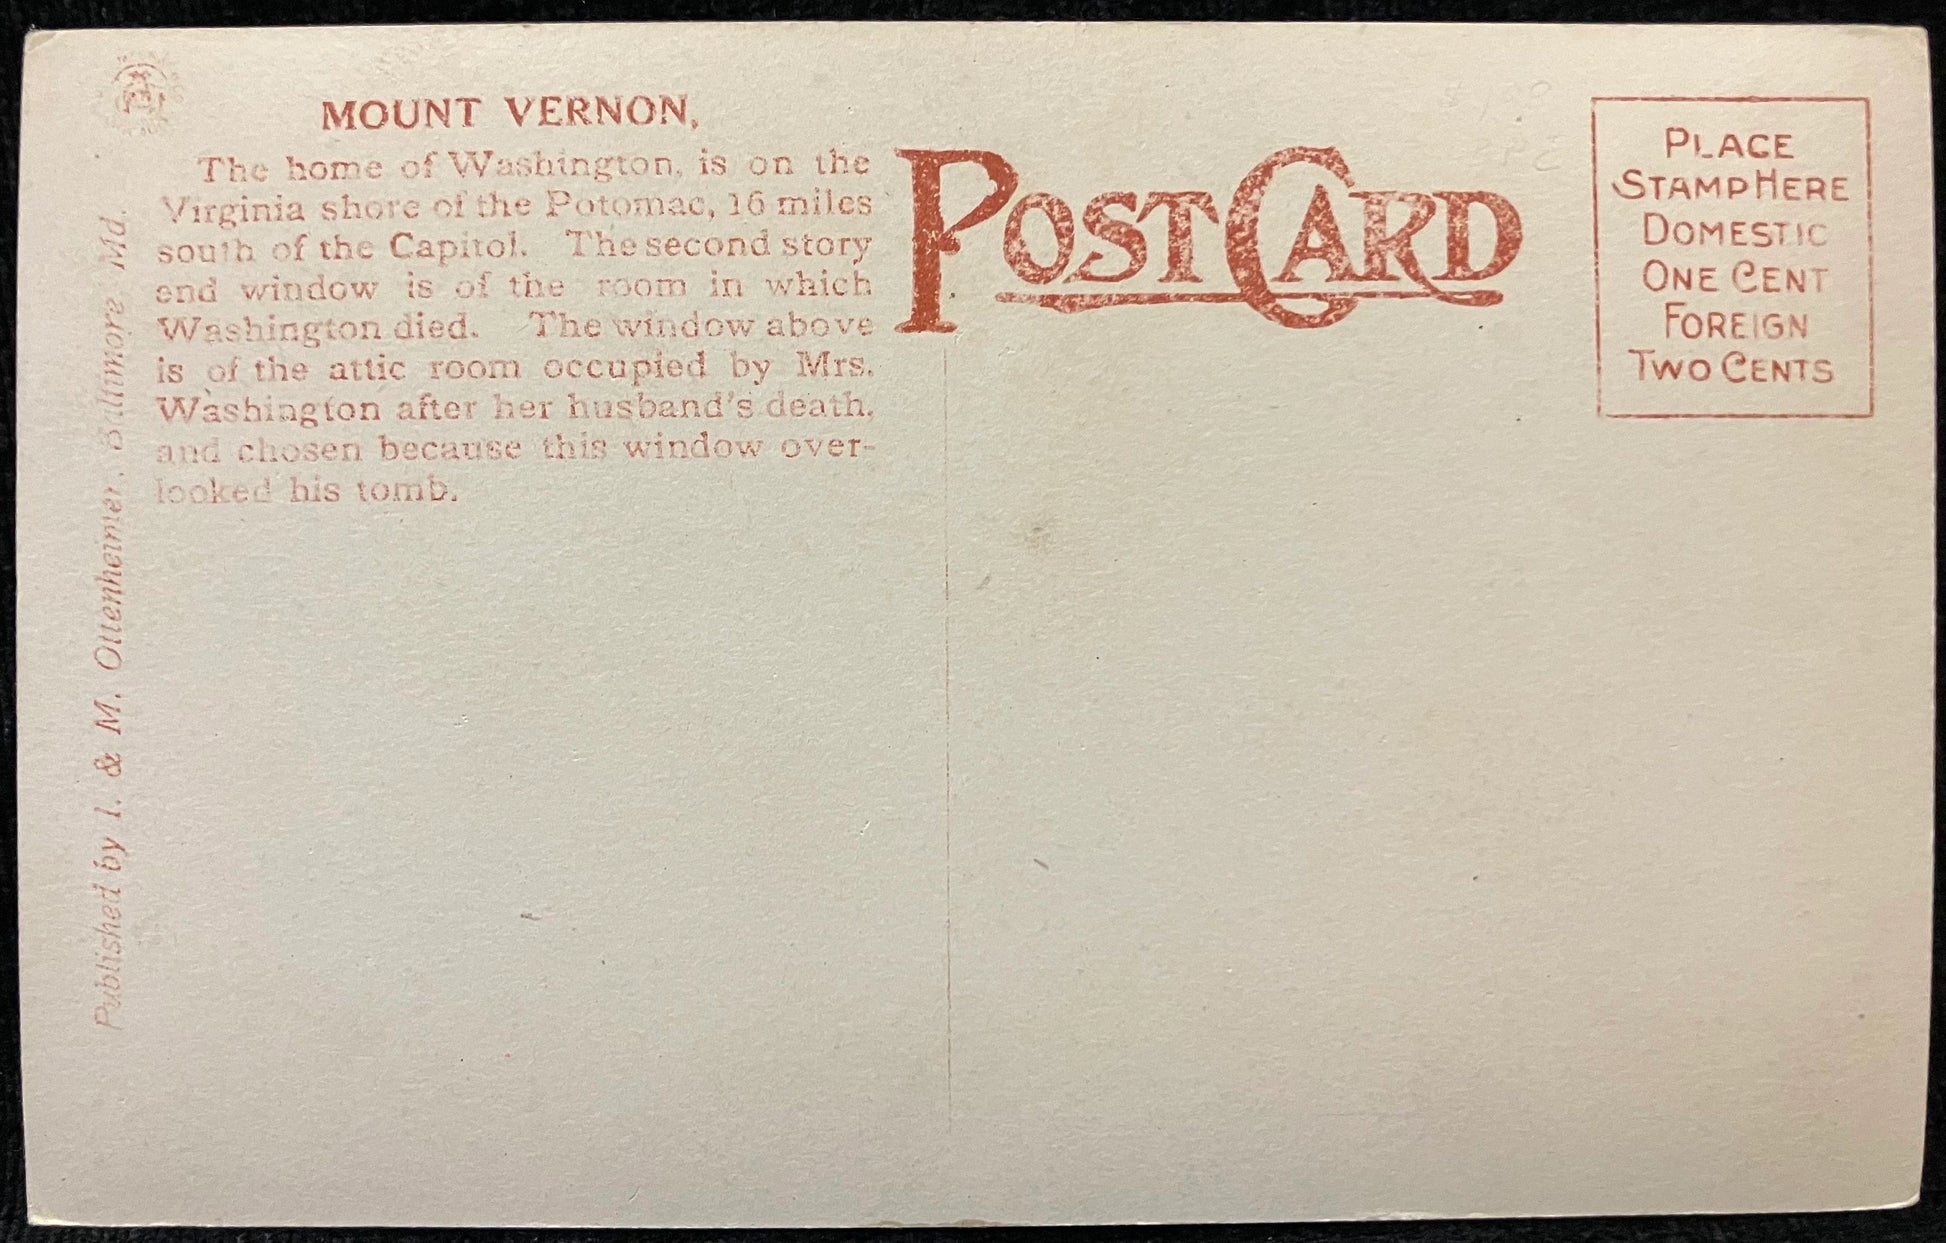 MOUNT VERNON,
The home of Washington, is on the
Virginia shore of the Potomac, 16 miles
south of the Capitol. The second story
end window is of the room in which
Washington died. The window above
is of the attic room occupied by Mrs.
Washington after her husband's death,
and chosen because this window over-
looked his tomb.
Published by I. & M. Ottenheimer, Baltimore Md.
POST CARD
PLACE
STAMP HERE
DOMESTIC
ONE CENT
FOREIGN
TWO CENTS